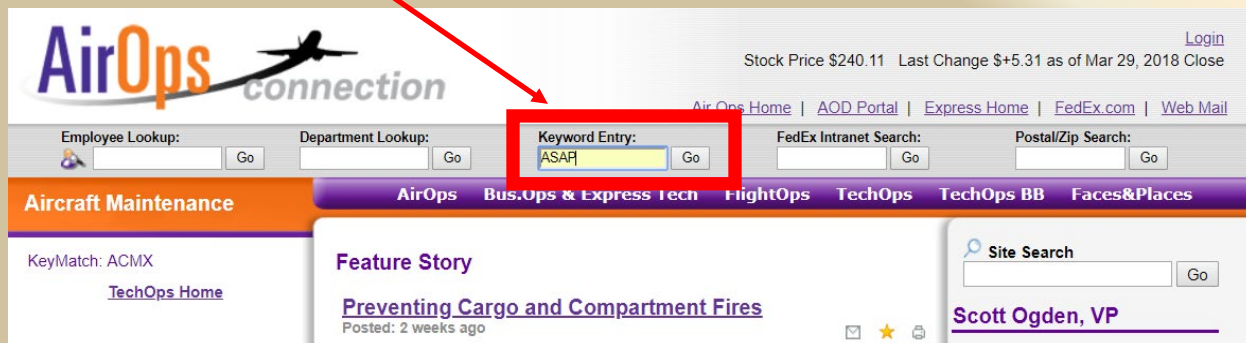 AirOps
connection
Login
Stock Price $240.11 Last Change $+5.31 as of Mar 29, 2018 Close
Air Ops Home | AOD Portal | Express Home | FedEx.com | Web Mail
Employee Lookup: Department Lookup: Keyword Entry: FedEx Intranet Search: Postal/Zip Search:
Go Go ASAP Go Go Go
Aircraft Maintenance
AirOps Bus.Ops & Express Tech FlightOps TechOps TechOps BB Faces&Places
KeyMatch: ACMX
TechOps Home
Feature Story
Preventing Cargo and Compartment Fires
Posted: 2 weeks ago
Site Search
Go
Scott Ogden, VP